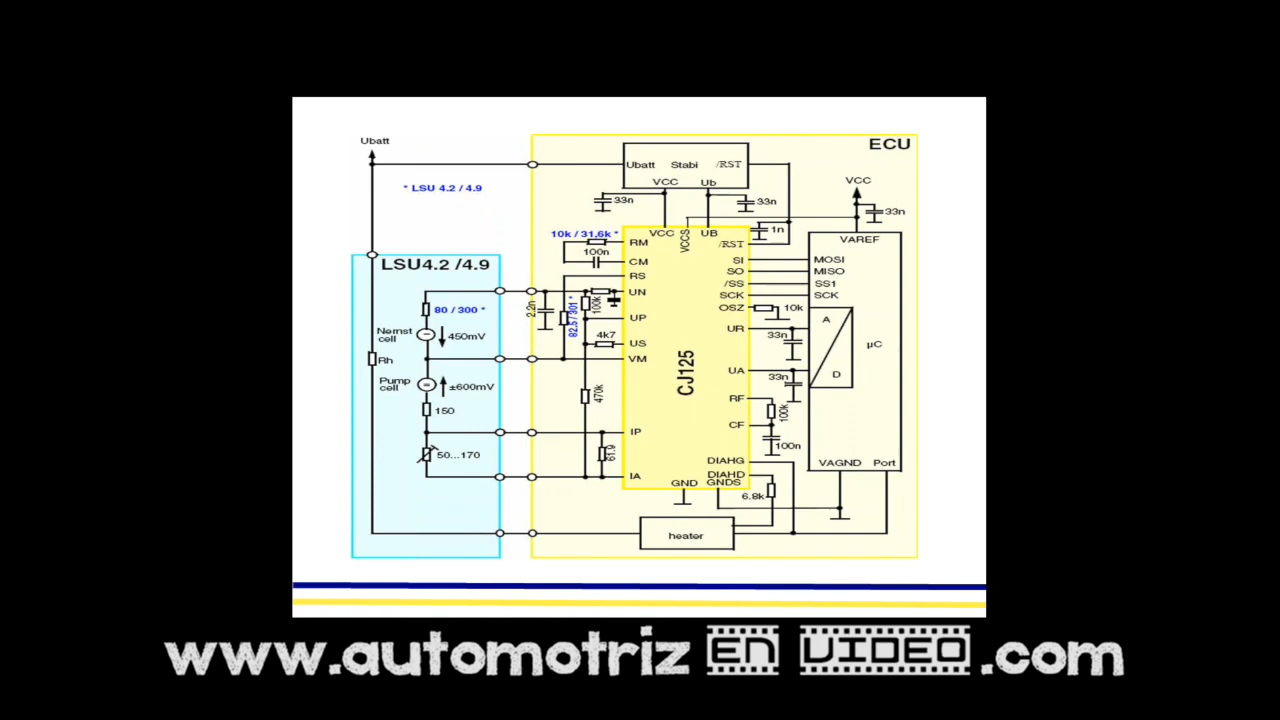 Ubatt
ECU
Ubatt Stabi /RST
VCC Ub
* LSU 4.2 / 4.9
VCC
33n
33n
33n
1n
10k / 31,6k *
100n
VCC VCCS UB
/RST
VAREF
LSU4.2 /4.9
RM
CM
RS
UN
UP
US
VM
IP
IA
CJ125
SI
SO
/SS
SCK
OSZ
UR
UA
RF
CF
DIAHG
DIAHD
GNDS
GND
MOSI
MISO
SS1
SCK
10k
A
D
µC
33n
33n
100k
100n
80 / 300 *
2.2n
82.5 / 301 *
100k
4k7
470k
61.9
Nernst
cell
450mV
Rh
Pump
cell
±600mV
150
50...170
VAGND Port
6.8k
heater
www.automotriz EN VIDEO .com